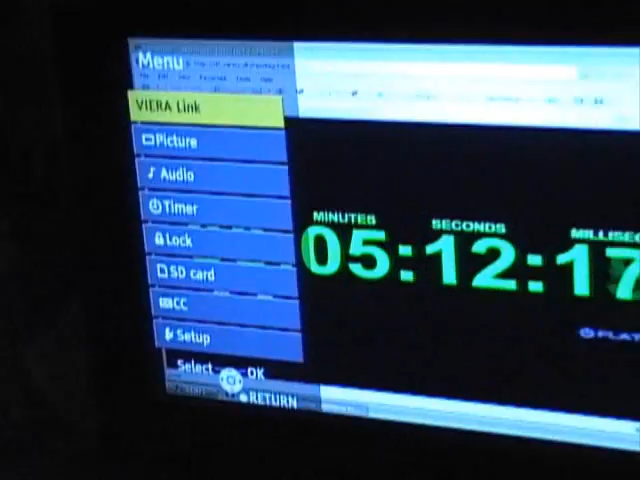 Menu
VIERA Link
Picture
Audio
Timer
Lock
SD card
CC
Setup
Select OK
RETURN
MINUTES SECONDS
05:12:17